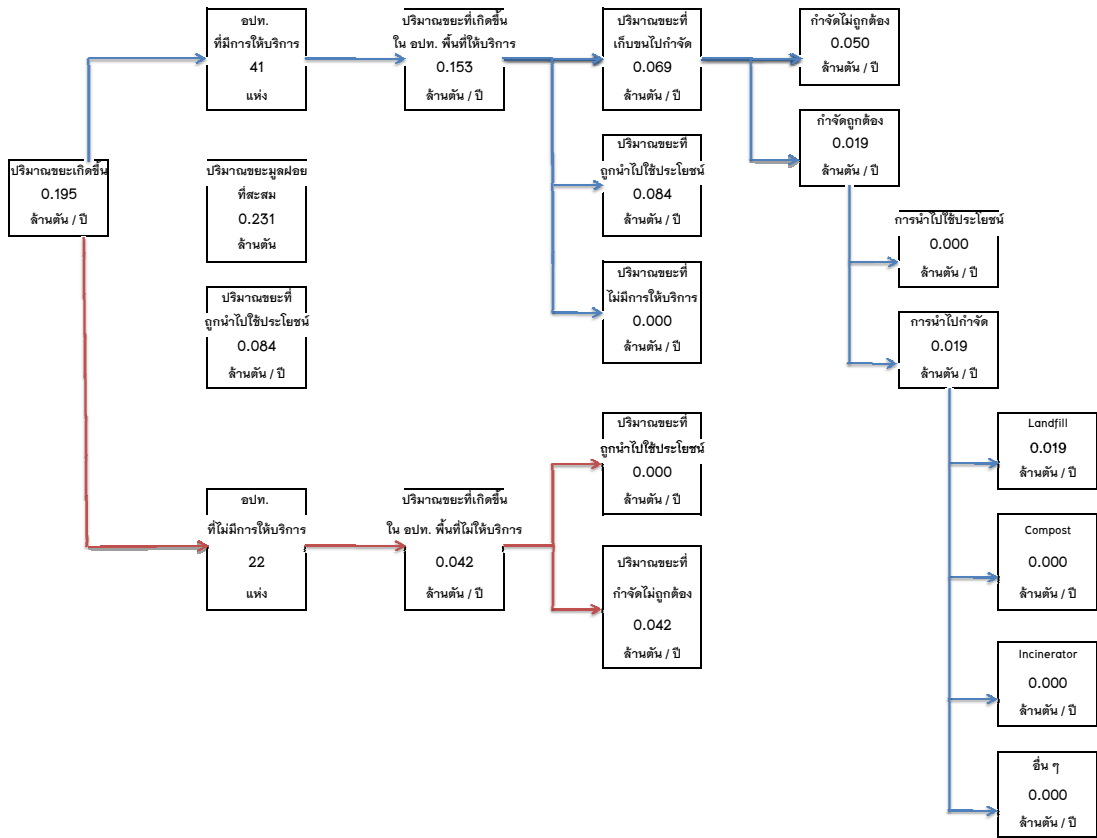 ปริมาณขยะเกิดขึ้น
0.195
ล้านตัน / ปี
อปท.
ที่มีการให้บริการ
41
แห่ง
ปริมาณขยะที่เกิดขึ้น
ใน อปท. พื้นที่ให้บริการ
0.153
ล้านตัน / ปี
ปริมาณขยะที่
เก็บขนไปกำจัด
0.069
ล้านตัน / ปี
กำจัดไม่ถูกต้อง
0.050
ล้านตัน / ปี
กำจัดถูกต้อง
0.019
ล้านตัน / ปี
ปริมาณขยะมูลฝอย
ที่สะสม
0.231
ล้านตัน
ปริมาณขยะที่
ถูกนำไปใช้ประโยชน์
0.084
ล้านตัน / ปี
ปริมาณขยะที่
ถูกนำไปใช้ประโยชน์
0.084
ล้านตัน / ปี
ปริมาณขยะที่
ไม่มีการให้บริการ
0.000
ล้านตัน / ปี
การนำไปใช้ประโยชน์
0.000
ล้านตัน / ปี
การนำไปกำจัด
0.019
ล้านตัน / ปี
อปท.
ที่ไม่มีการให้บริการ
22
แห่ง
ปริมาณขยะที่เกิดขึ้น
ใน อปท. พื้นที่ไม่ให้บริการ
0.042
ล้านตัน / ปี
ปริมาณขยะที่
ถูกนำไปใช้ประโยชน์
0.000
ล้านตัน / ปี
ปริมาณขยะที่
กำจัดไม่ถูกต้อง
0.042
ล้านตัน / ปี
Landfill
0.019
ล้านตัน / ปี
Compost
0.000
ล้านตัน / ปี
Incinerator
0.000
ล้านตัน / ปี
อื่น ๆ
0.000
ล้านตัน / ปี